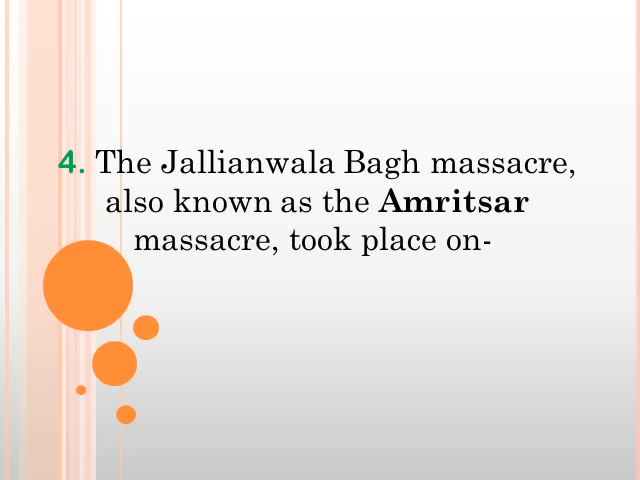 4. The Jallianwala Bagh massacre,
also known as the Amritsar
massacre, took place on-